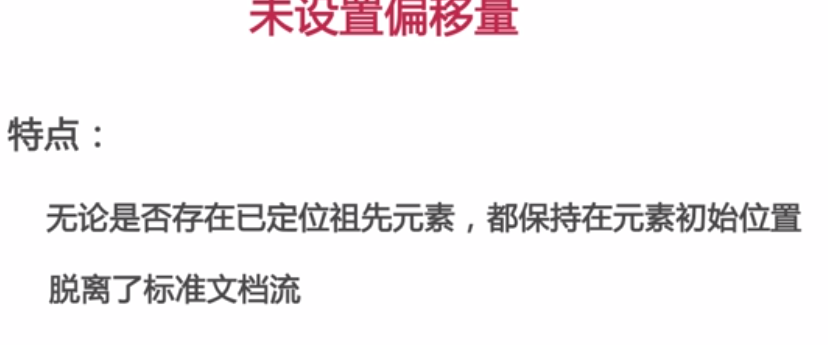 未设置偏移量
特点：
无论是否存在已定位祖先元素，都保持在元素初始位置
脱离了标准文档流